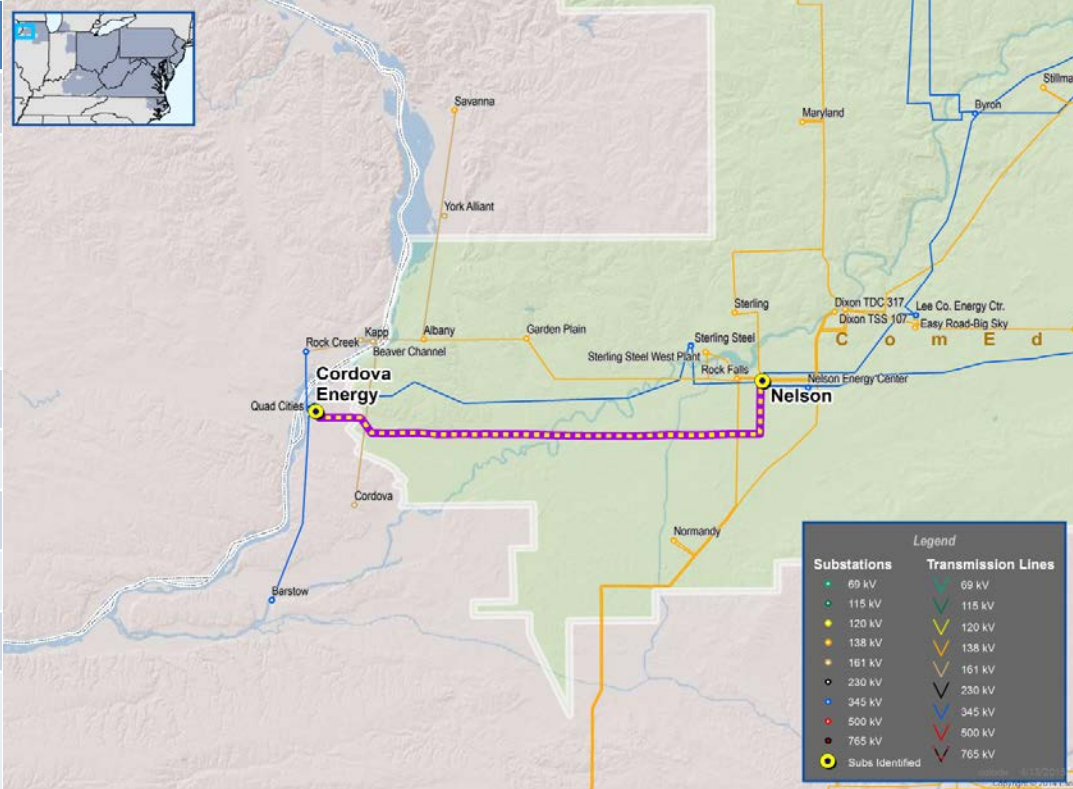 Savanna
York Alliant
Maryland
Byron
Stillma
Sterling
Dixon TDC 317
Lee Co. Energy Ctr.
Dixon TSS 107
Easy Road-Big Sky
C o m E d
Kapp
Albany
Garden Plain
Rock Creek
Beaver Channel
Sterling Steel
Sterling Steel West Plant
Rock Falls
Nelson Energy Center
Cordova
Energy
Nelson
Quad Cities
Cordova
Normandy
Barstow
Legend
Substations
69 kV
115 kV
120 kV
138 kV
161 kV
230 kV
345 kV
500 kV
765 kV
Subs Identified
Transmission Lines
69 kV
115 kV
120 kV
138 kV
161 kV
230 kV
345 kV
500 kV
765 kV